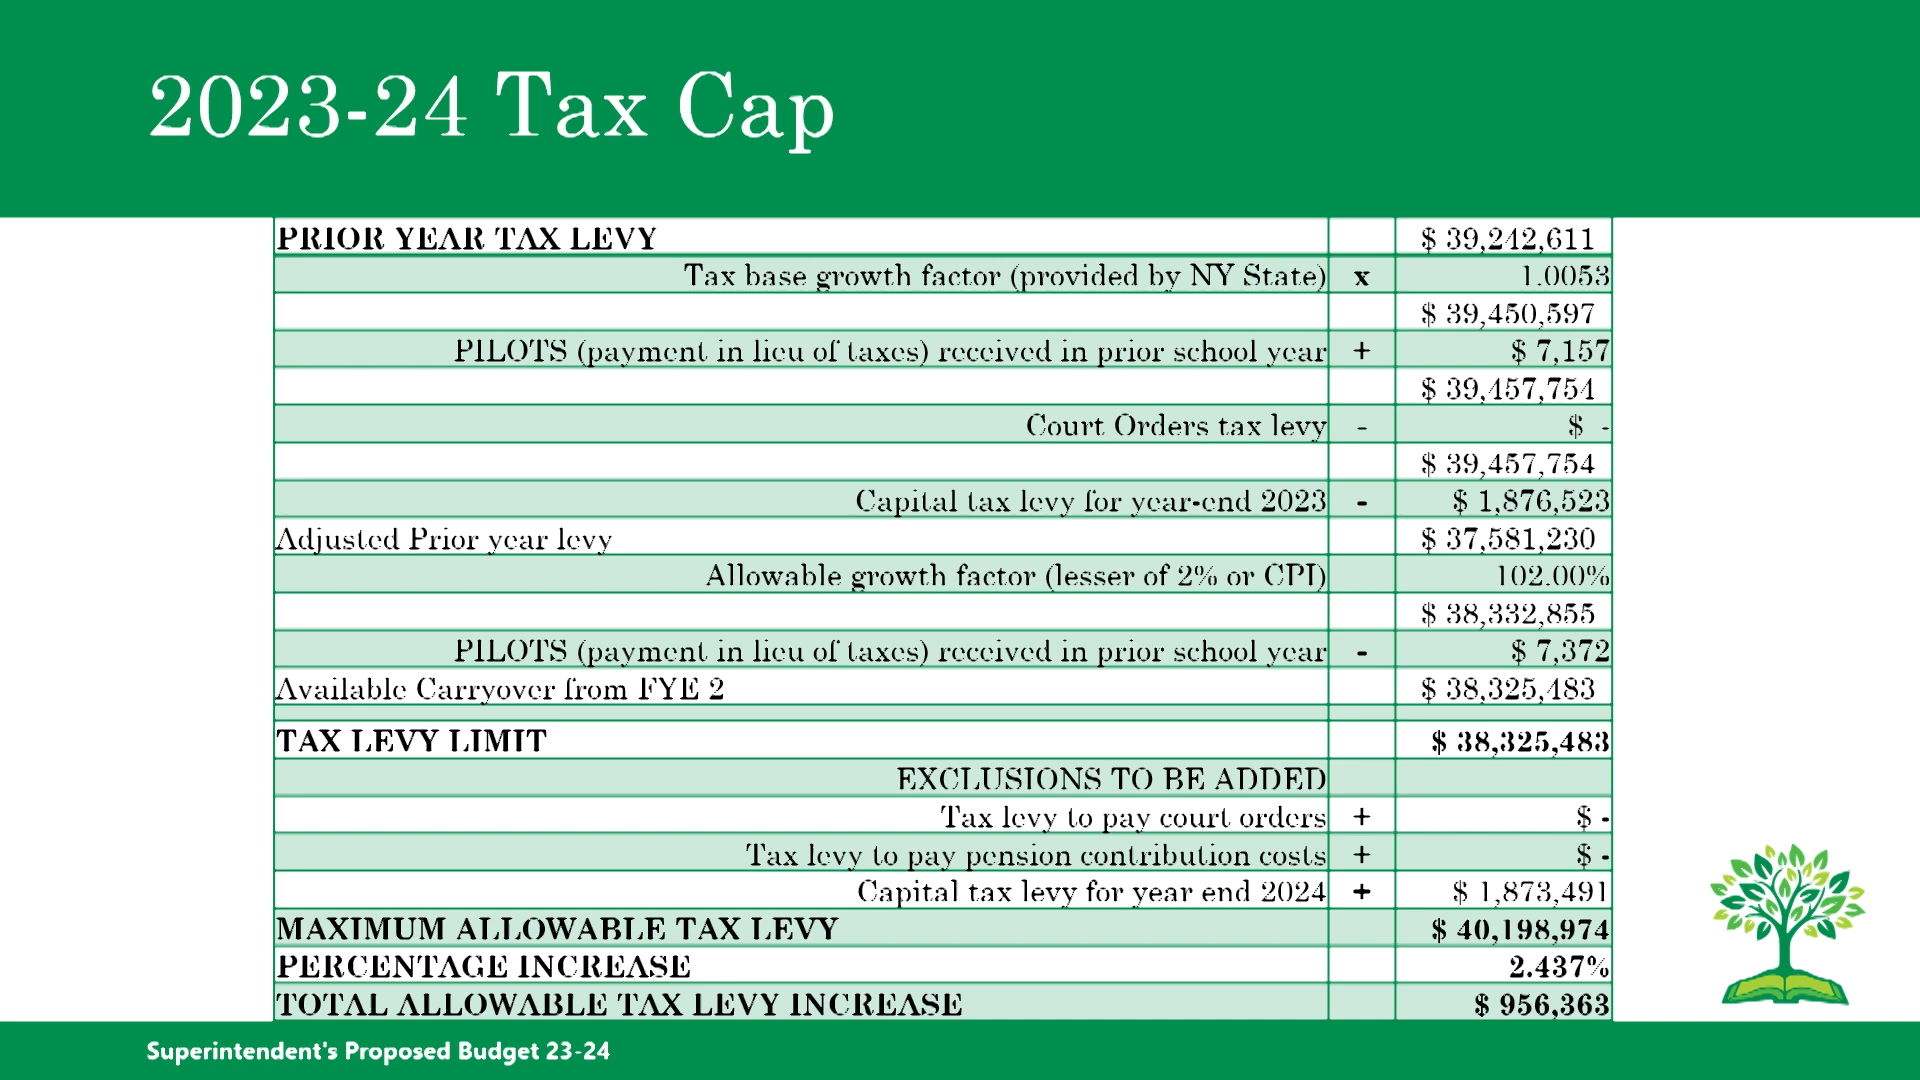 2023-24 Tax Cap
PRIOR YEAR TAX LEVY $ 39,242,611
Tax base growth factor (provided by NY State) x 1.0053
$ 39,450,597
PILOTS (payment in lieu of taxes) received in prior school year + $ 7,157
$ 39,457,754
Court Orders tax levy - $ -
$ 39,457,754
Capital tax levy for year-end 2023 - $ 1,876,523
Adjusted Prior year levy $ 37,581,230
Allowable growth factor (lesser of 2% or CPI) 102.00%
$ 38,332,855
PILOTS (payment in lieu of taxes) received in prior school year - $ 7,372
Available Carryover from FYE 2 $ 38,325,483
TAX LEVY LIMIT $ 38,325,483
EXCLUSIONS TO BE ADDED
Tax levy to pay court orders + $ -
Tax levy to pay pension contribution costs + $ -
Capital tax levy for year end 2024 + $ 1,873,491
MAXIMUM ALLOWABLE TAX LEVY $ 40,198,974
PERCENTAGE INCREASE 2.437%
TOTAL ALLOWABLE TAX LEVY INCREASE $ 956,363
Superintendent's Proposed Budget 23-24